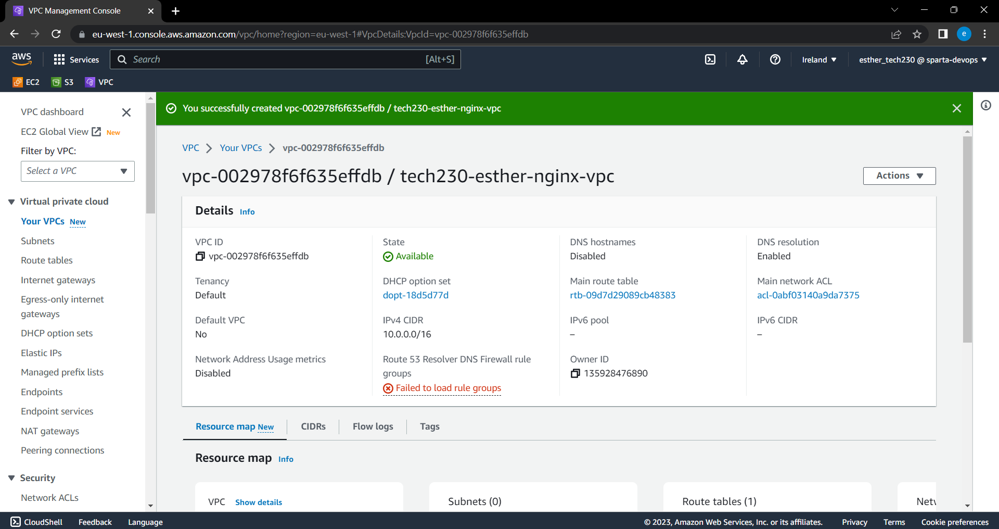 VPC Management Console
eu-west-1.console.aws.amazon.com/vpc/home?region=eu-west-1#VpcDetails:VpcId=vpc-002978f6f635effdb
e
aws
Services
Search
[Alt+S]
Ireland
esther_tech230 @ sparta-devops
EC2
S3
VPC
VPC dashboard
EC2 Global View
New
Filter by VPC:
Select a VPC
Virtual private cloud
Your VPCs New
Subnets
Route tables
Internet gateways
Egress-only internet
gateways
DHCP option sets
Elastic IPs
Managed prefix lists
Endpoints
Endpoint services
NAT gateways
Peering connections
Security
Network ACLs
You successfully created vpc-002978f6f635effdb / tech230-esther-nginx-vpc
VPC
Your VPCs
vpc-002978f6f635effdb
vpc-002978f6f635effdb / tech230-esther-nginx-vpc
Actions
Details Info
VPC ID
vpc-002978f6f635effdb
State
Available
DNS hostnames
Disabled
DNS resolution
Enabled
Tenancy
Default
DHCP option set
dopt-18d5d77d
Main route table
rtb-09d7d29089cb48383
Main network ACL
acl-0abf03140a9da7375
Default VPC
No
IPv4 CIDR
10.0.0.0/16
IPv6 pool
–
IPv6 CIDR
–
Network Address Usage metrics
Disabled
Route 53 Resolver DNS Firewall rule
groups
Failed to load rule groups
Owner ID
135928476890
Resource map New
CIDRs
Flow logs
Tags
Resource map Info
VPC Show details
Subnets (0)
Route tables (1)
Netv
CloudShell
Feedback
Language
© 2023, Amazon Web Services, Inc. or its affiliates.
Privacy
Terms
Cookie preferences